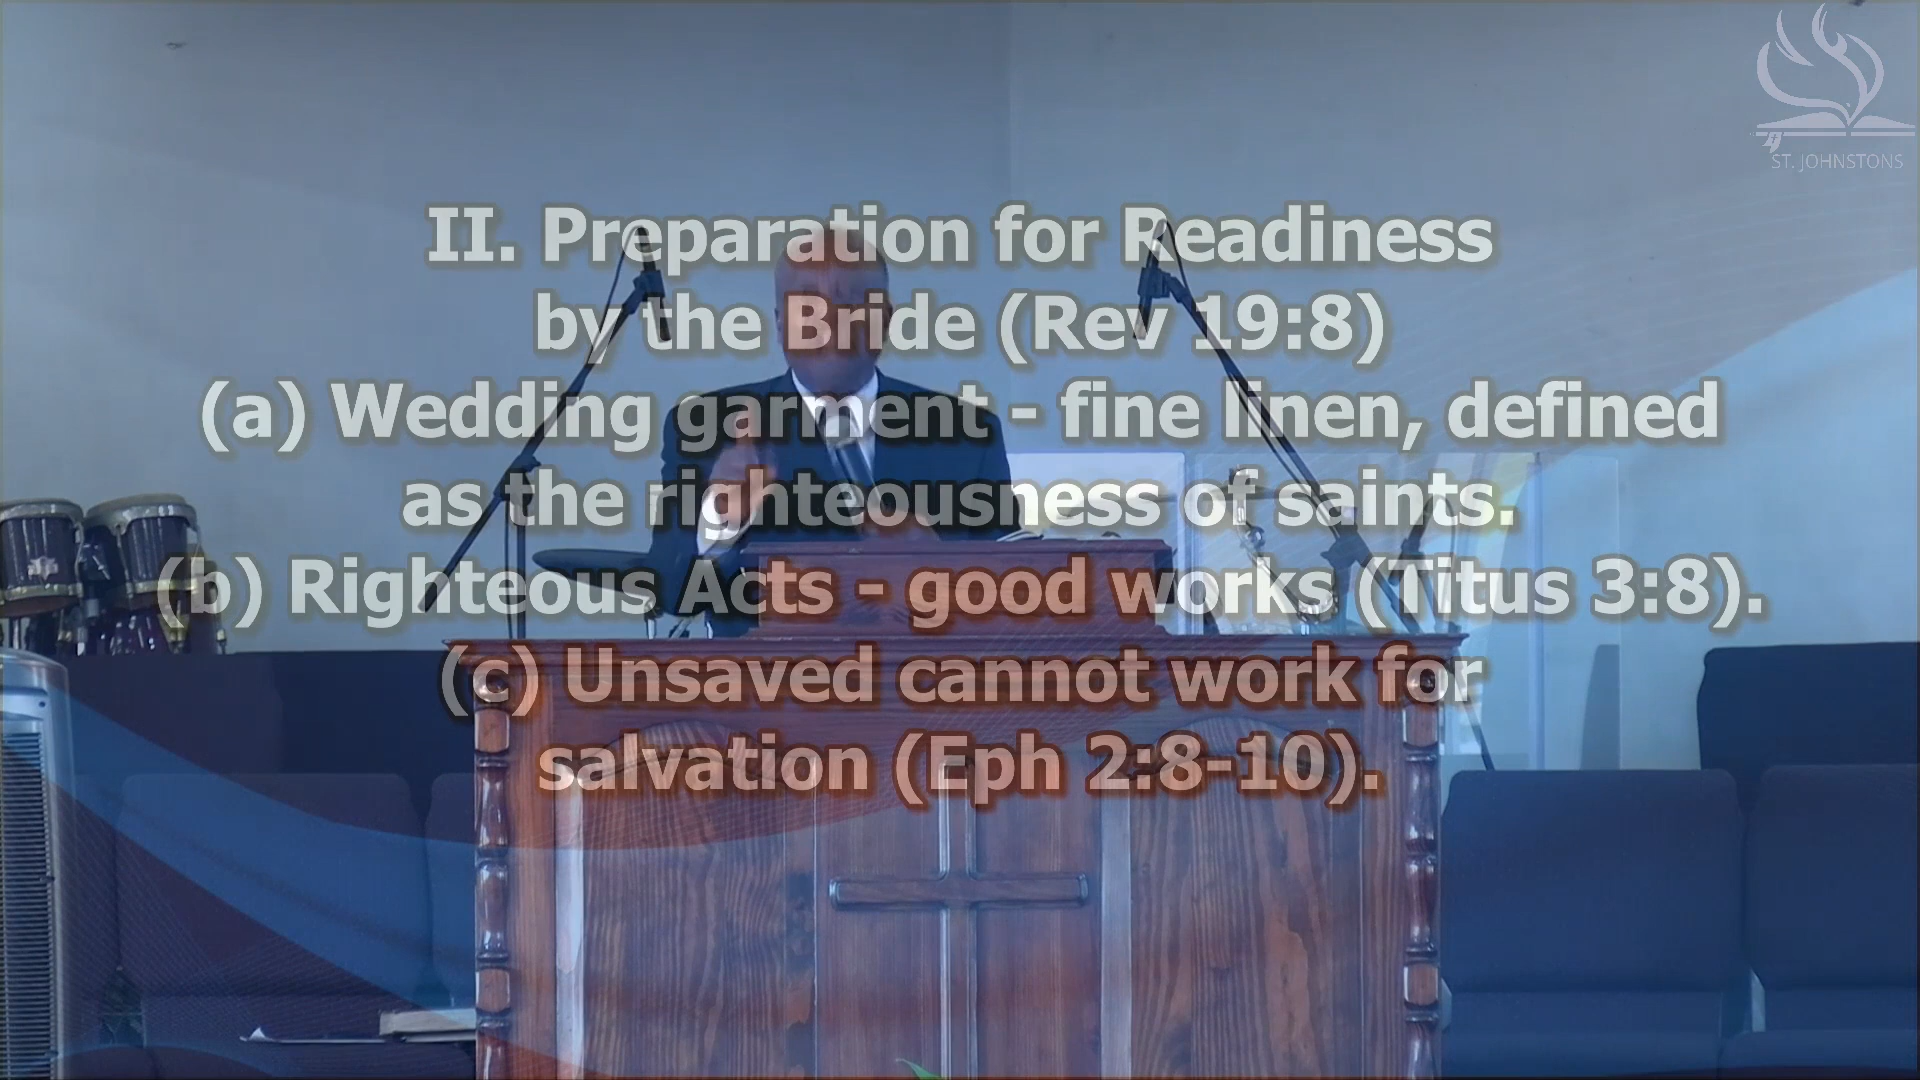 ST. JOHNSTONS
II. Preparation for Readiness
by the Bride (Rev 19:8)
(a) Wedding garment - fine linen, defined
as the righteousness of saints.
(b) Righteous Acts - good works (Titus 3:8).
(c) Unsaved cannot work for
salvation (Eph 2:8-10).